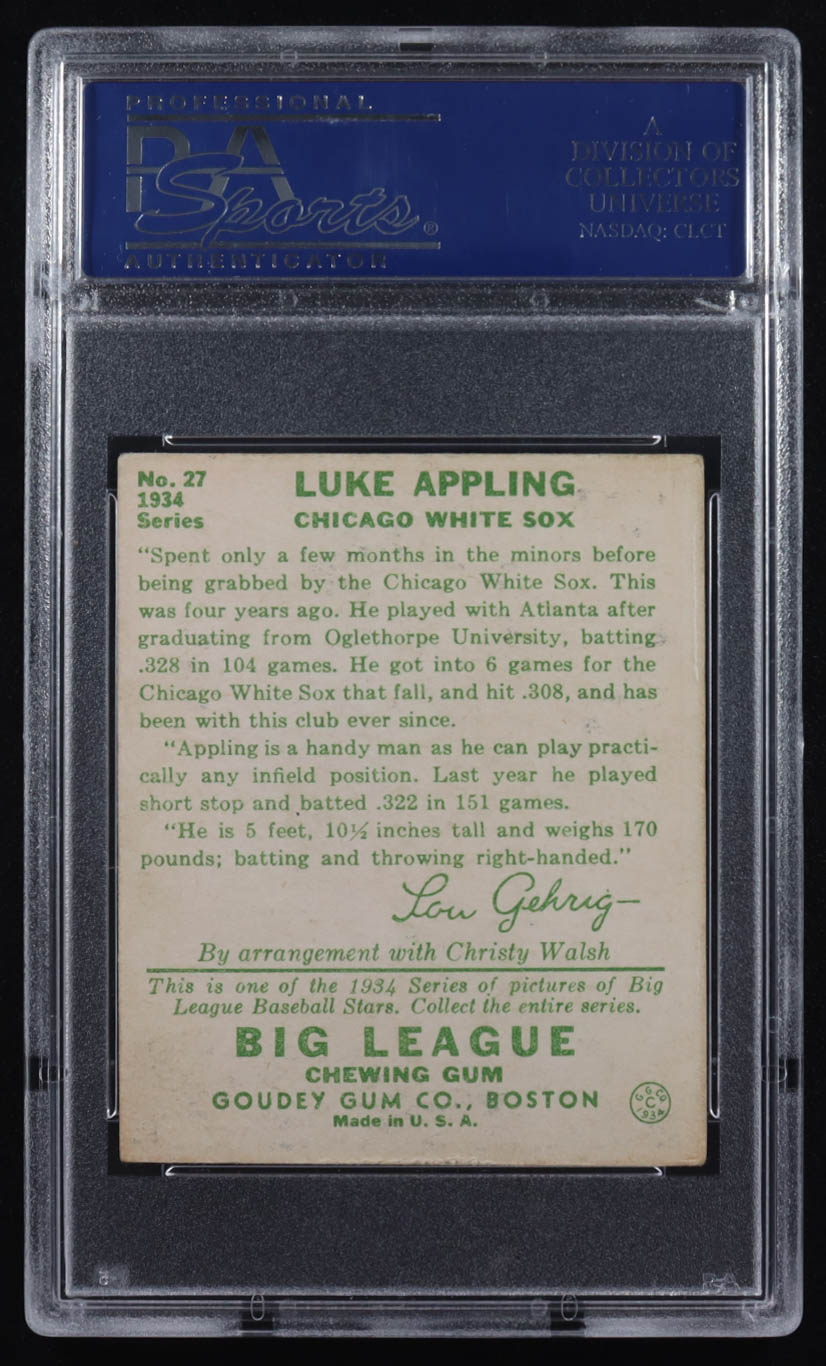 PROFESSIONAL
PSA
Sports®
AUTHENTICATOR
A
DIVISION OF
COLLECTORS
UNIVERSE
NASDAQ: CLCT
No. 27
1934
Series
LUKE APPLING
CHICAGO WHITE SOX
"Spent only a few months in the minors before
being grabbed by the Chicago White Sox. This
was four years ago. He played with Atlanta after
graduating from Oglethorpe University, batting
.328 in 104 games. He got into 6 games for the
Chicago White Sox that fall, and hit .308, and has
been with this club ever since.
"Appling is a handy man as he can play practi-
cally any infield position. Last year he played
short stop and batted .322 in 151 games.
"He is 5 feet, 10½ inches tall and weighs 170
pounds; batting and throwing right-handed."
Lou Gehrig
By arrangement with Christy Walsh
This is one of the 1934 Series of pictures of Big
League Baseball Stars. Collect the entire series.
BIG LEAGUE
CHEWING GUM
GOUDEY GUM CO., BOSTON
Made in U. S. A.
G. G. CO.
C
1934
PSA